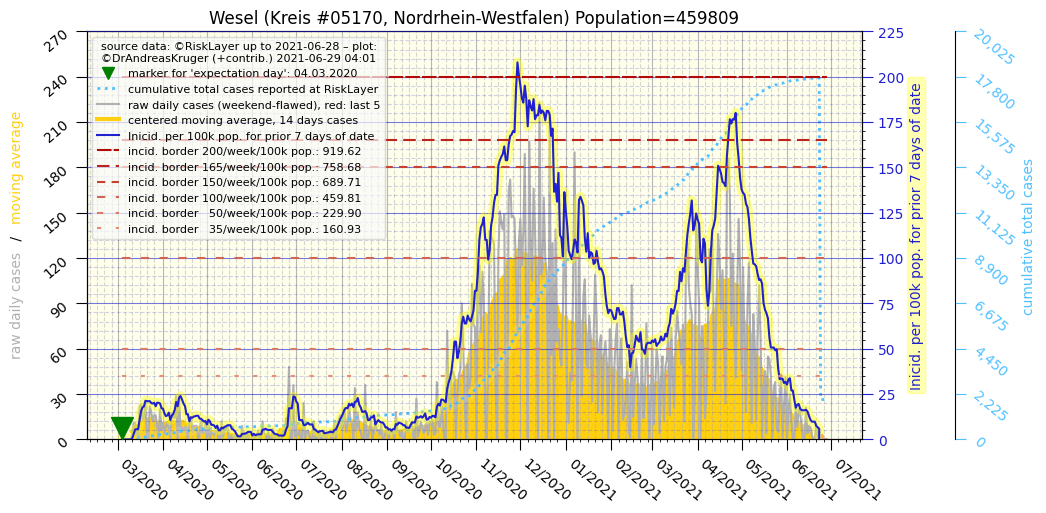 Wesel (Kreis #05170, Nordrhein-Westfalen) Population=459809
source data: ©RiskLayer up to 2021-06-28 – plot:
©DrAndreasKruger (+contrib.) 2021-06-29 04:01
marker for 'expectation day': 04.03.2020
cumulative total cases reported at RiskLayer
raw daily cases (weekend-flawed), red: last 5
centered moving average, 14 days cases
Inicid. per 100k pop. for prior 7 days of date
incid. border 200/week/100k pop.: 919.62
incid. border 165/week/100k pop.: 758.68
incid. border 150/week/100k pop.: 689.71
incid. border 100/week/100k pop.: 459.81
incid. border 50/week/100k pop.: 229.90
incid. border 35/week/100k pop.: 160.93
raw daily cases / moving average
270
240
210
180
150
120
90
60
30
0
03/2020
04/2020
05/2020
06/2020
07/2020
08/2020
09/2020
10/2020
11/2020
12/2020
01/2021
02/2021
03/2021
04/2021
05/2021
06/2021
07/2021
225
200
175
150
125
100
75
50
25
0
Inicid. per 100k pop. for prior 7 days of date
20,025
17,800
15,575
13,350
11,125
8,900
6,675
4,450
2,225
0
cumulative total cases